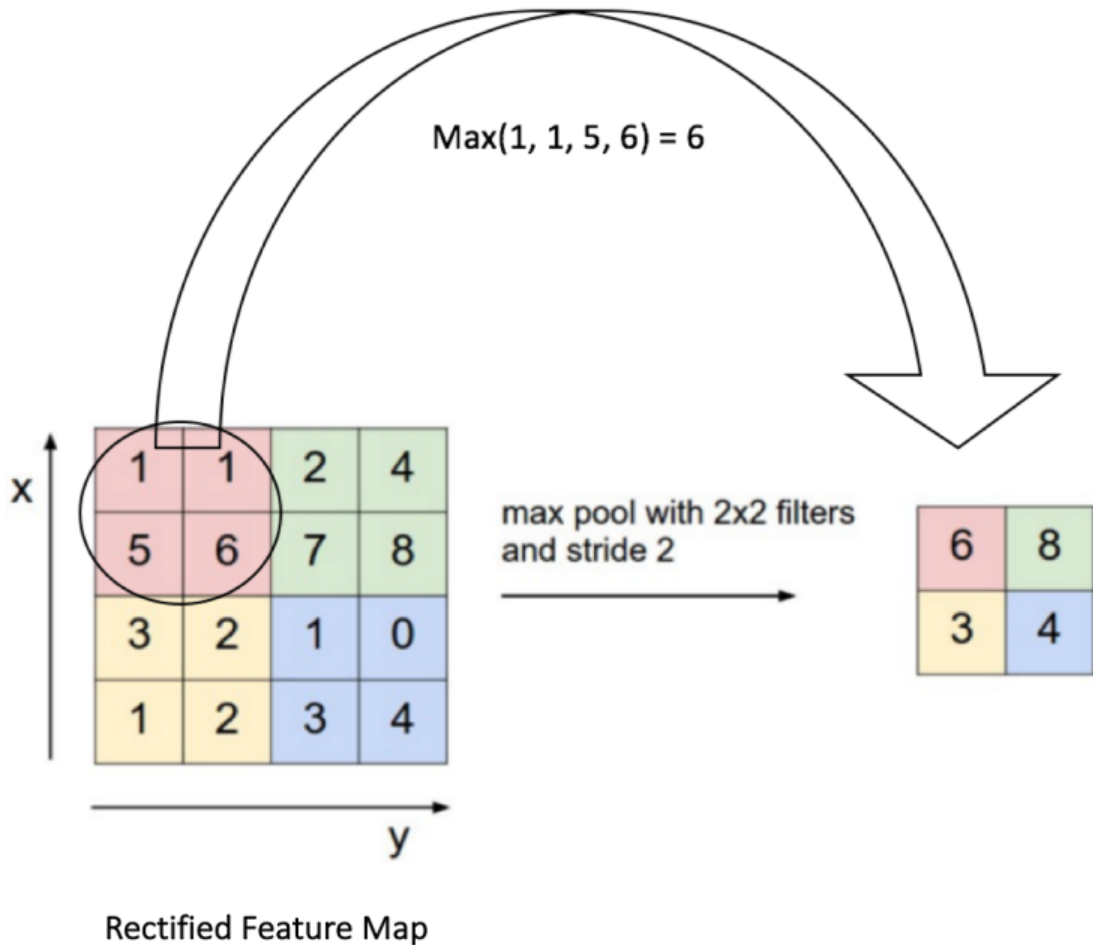 Max(1, 1, 5, 6) = 6
x
1 1 2 4
5 6 7 8
3 2 1 0
1 2 3 4
y
max pool with 2x2 filters
and stride 2
6 8
3 4
Rectified Feature Map